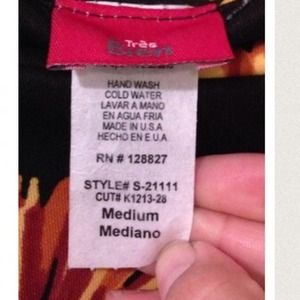 Très
HAND WASH
COLD WATER
LAVAR A MANO
EN AGUA FRIA
MADE IN U.S.A
HECHO EN E.U.A
RN # 128827
STYLE# S-21111
CUT# K1213-28
Medium
Mediano